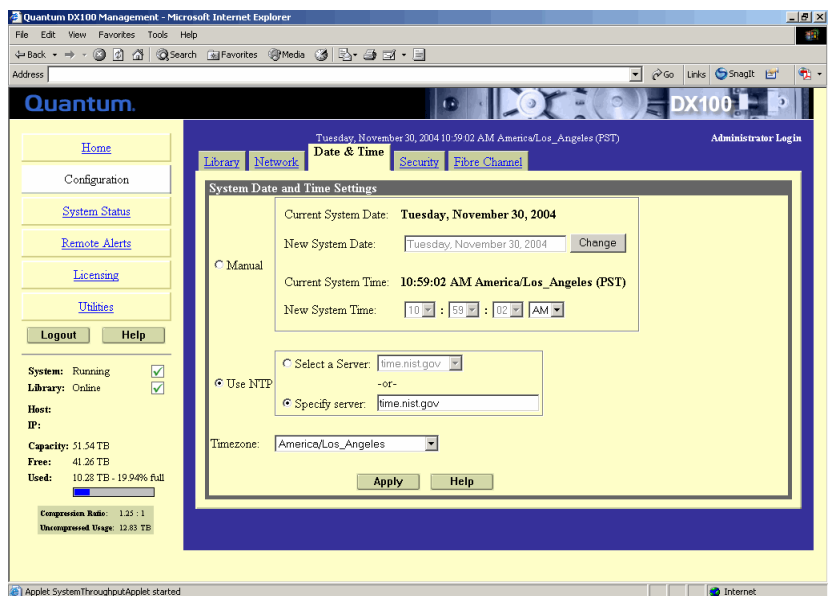 Quantum DX100 Management - Microsoft Internet Explorer
File Edit View Favorites Tools Help
Back Search Favorites Media
Address Go Links SnagIt
Quantum. DX100
Tuesday, November 30, 2004 10:59:02 AM America/Los_Angeles (PST) Administrator Login
Home
Configuration
System Status
Remote Alerts
Licensing
Utilities
Logout Help
System: Running
Library: Online
Host:
IP:
Capacity: 51.54 TB
Free: 41.26 TB
Used: 10.28 TB - 19.94% full
Compression Ratio: 1.25 : 1
Uncompressed Usage: 12.83 TB
Library Network Date & Time Security Fibre Channel
System Date and Time Settings
Manual
Current System Date: Tuesday, November 30, 2004
New System Date: Tuesday, November 30, 2004 Change
Current System Time: 10:59:02 AM America/Los_Angeles (PST)
New System Time: 10 : 59 : 02 AM
Use NTP
Select a Server: time.nist.gov
-or-
Specify server: time.nist.gov
Timezone: America/Los_Angeles
Apply Help
Applet SystemThroughputApplet started Internet